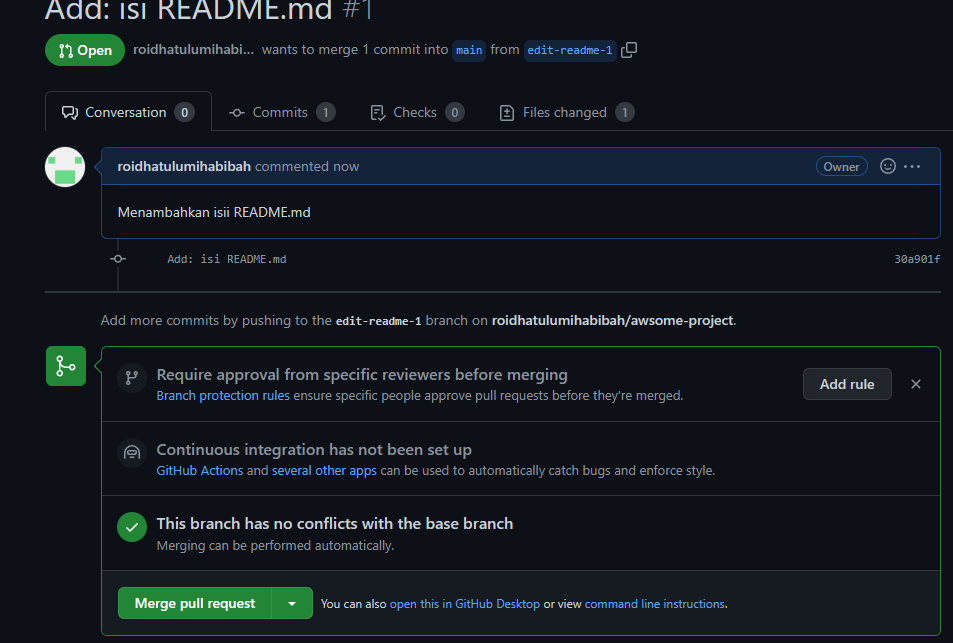 Add: isi README.md #1
Open roidhatulumihabi... wants to merge 1 commit into main from edit-readme-1
Conversation 0 Commits 1 Checks 0 Files changed 1
roidhatulumihabibah commented now Owner
Menambahkan isii README.md
Add: isi README.md 30a901f
Add more commits by pushing to the edit-readme-1 branch on roidhatulumihabibah/awsome-project.
Require approval from specific reviewers before merging
Branch protection rules ensure specific people approve pull requests before they're merged.
Add rule
Continuous integration has not been set up
GitHub Actions and several other apps can be used to automatically catch bugs and enforce style.
This branch has no conflicts with the base branch
Merging can be performed automatically.
Merge pull request You can also open this in GitHub Desktop or view command line instructions.